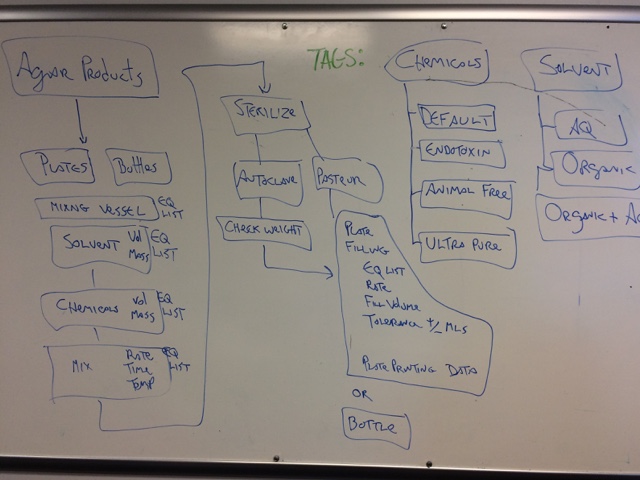 Agar Products
Plates
Bottles
Mixing Vessel EQ
LIST
Solvent Vol EQ
Mass LIST
Chemicals Vol EQ
Mass LIST
Mix Rate EQ
Time LIST
Temp
Sterilize
Autoclave
Pasteur
Check Weight
Plate
Filling
EQ LIST
Rate
Fill Volume
Tolerance +/- MLS
Plate Printing Data
OR
Bottle
TAGS:
Chemicals
DEFAULT
ENDOTOXIN
ANIMAL FREE
ULTRA PURE
SOLVENT
AQ
Organic
Organic + AQ